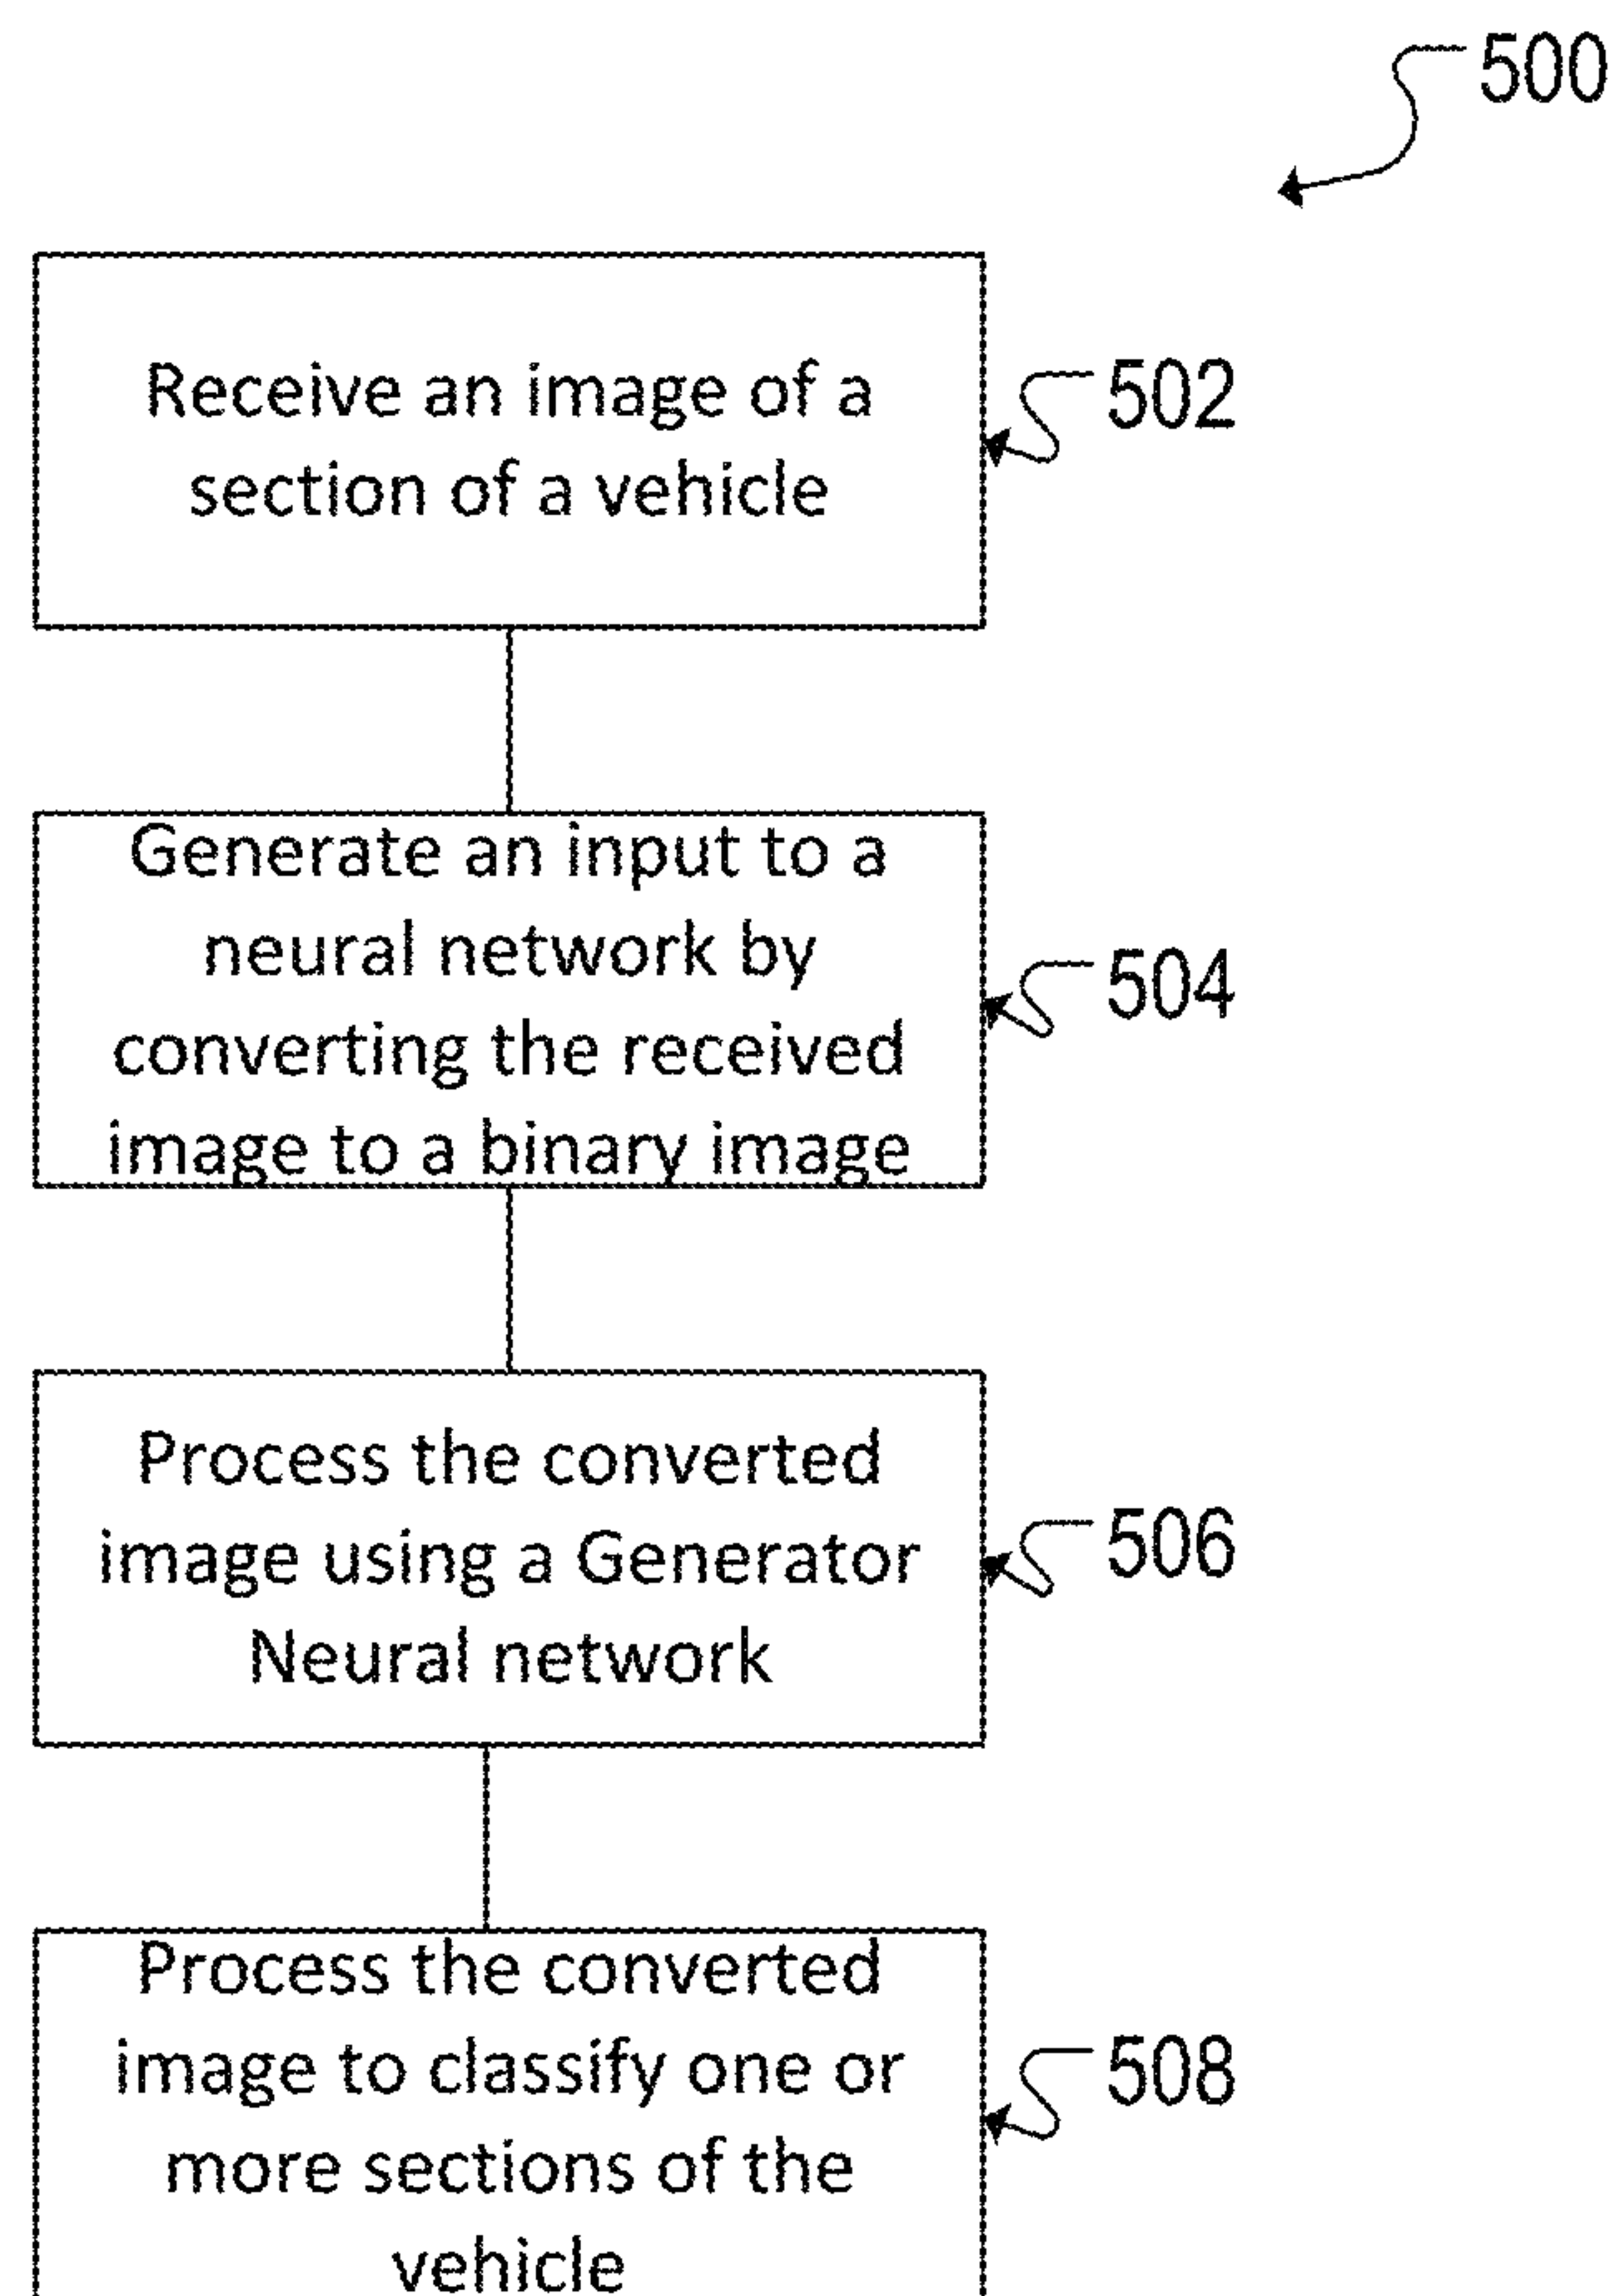 500
Receive an image of a
section of a vehicle
502
Generate an input to a
neural network by
converting the received
image to a binary image
504
Process the converted
image using a Generator
Neural network
506
Process the converted
image to classify one or
more sections of the
vehicle
508